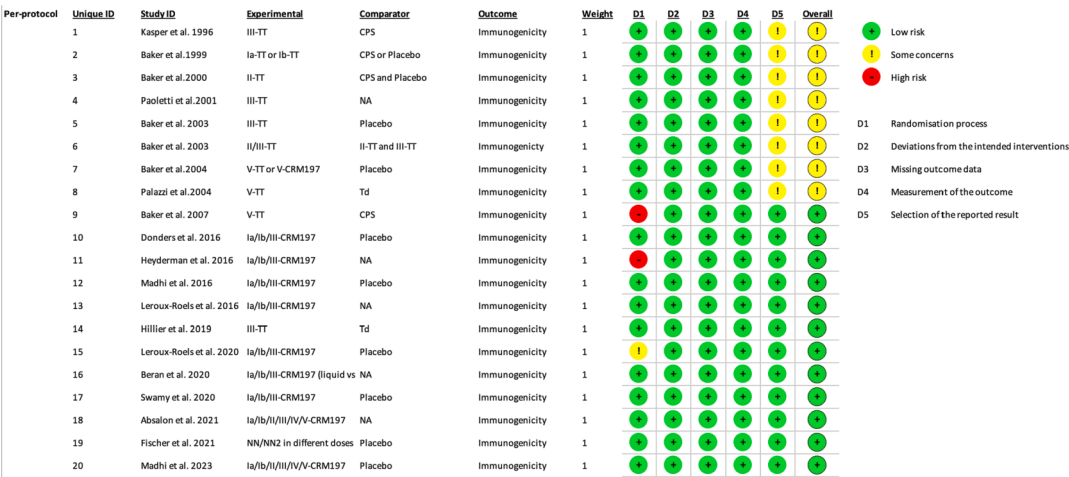 Per-protocol Unique ID Study ID Experimental Comparator Outcome Weight D1 D2 D3 D4 D5 Overall
1 Kasper et al. 1996 III-TT CPS Immunogenicity 1 + + + + ! ! + Low risk
2 Baker et al.1999 Ia-TT or Ib-TT CPS or Placebo Immunogenicity 1 + + + + ! ! ! Some concerns
3 Baker et al.2000 II-TT CPS and Placebo Immunogenicity 1 + + + + ! ! - High risk
4 Paoletti et al.2001 III-TT NA Immunogenicity 1 + + + + ! !
5 Baker et al. 2003 III-TT Placebo Immunogenicity 1 + + + + ! ! D1 Randomisation process
6 Baker et al. 2003 II/III-TT II-TT and III-TT Immunogenicty 1 + + + + ! ! D2 Deviations from the intended interventions
7 Baker et al.2004 V-TT or V-CRM197 Placebo Immunogenicity 1 + + + + ! ! D3 Missing outcome data
8 Palazzi et al.2004 V-TT Td Immunogenicity 1 + + + + ! ! D4 Measurement of the outcome
9 Baker et al. 2007 V-TT CPS Immunogenicity 1 - + + + + + D5 Selection of the reported result
10 Donders et al. 2016 Ia/Ib/III-CRM197 Placebo Immunogenicity 1 + + + + + +
11 Heyderman et al. 2016 Ia/Ib/III-CRM197 NA Immunogenicity 1 - + + + + +
12 Madhi et al. 2016 Ia/Ib/III-CRM197 Placebo Immunogenicity 1 + + + + + +
13 Leroux-Roels et al. 2016 Ia/Ib/III-CRM197 NA Immunogenicity 1 + + + + + +
14 Hillier et al. 2019 III-TT Td Immunogenicity 1 + + + + + +
15 Leroux-Roels et al. 2020 Ia/Ib/III-CRM197 Placebo Immunogenicity 1 ! + + + + +
16 Beran et al. 2020 Ia/Ib/III-CRM197 (liquid vs NA Immunogenicity 1 + + + + + +
17 Swamy et al. 2020 Ia/Ib/III-CRM197 Placebo Immunogenicity 1 + + + + + +
18 Absalon et al. 2021 Ia/Ib/II/III/IV/V-CRM197 NA Immunogenicity 1 + + + + + +
19 Fischer et al. 2021 NN/NN2 in different doses Placebo Immunogenicity 1 + + + + + +
20 Madhi et al. 2023 Ia/Ib/II/III/IV/V-CRM197 Placebo Immunogenicity 1 + + + + + +